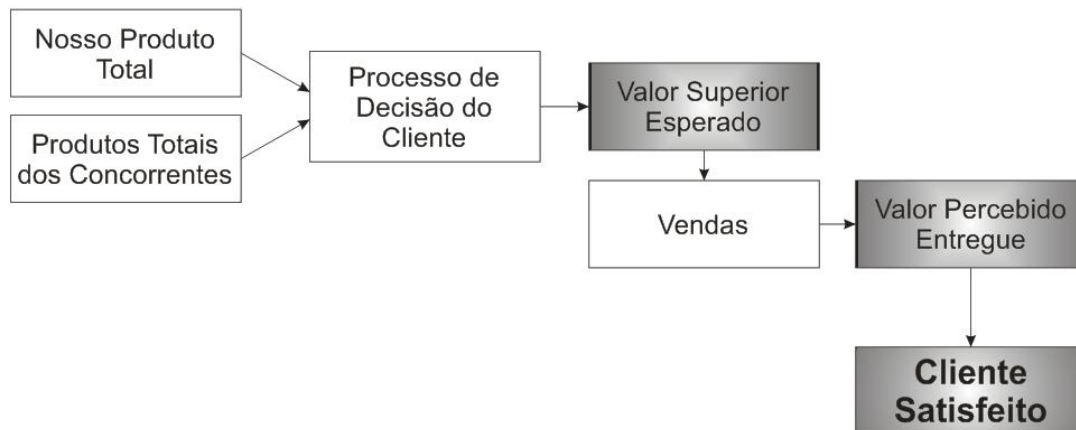 Nosso Produto
Total
Produtos Totais
dos Concorrentes
Processo de
Decisão do
Cliente
Valor Superior
Esperado
Vendas
Valor Percebido
Entregue
Cliente
Satisfeito